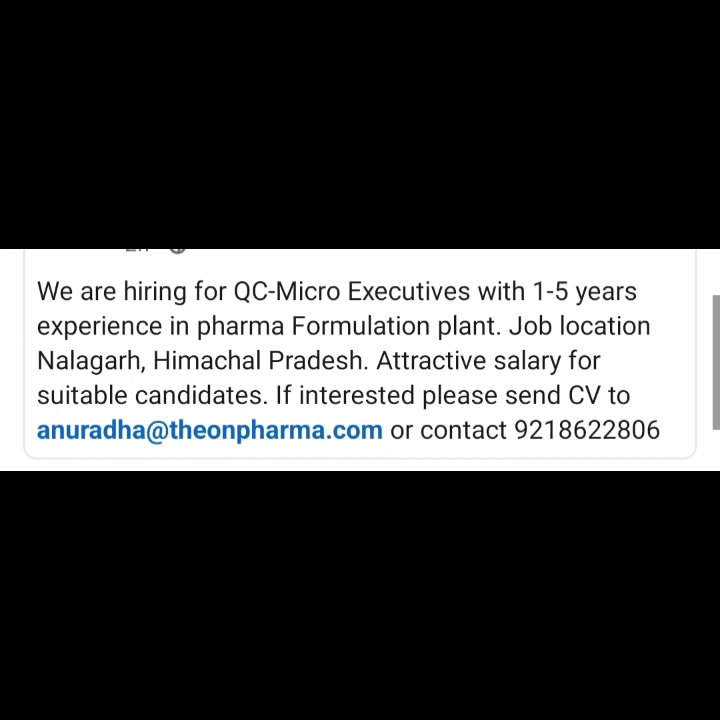 We are hiring for QC-Micro Executives with 1-5 years
experience in pharma Formulation plant. Job location
Nalagarh, Himachal Pradesh. Attractive salary for
suitable candidates. If interested please send CV to
anuradha@theonpharma.com or contact 9218622806